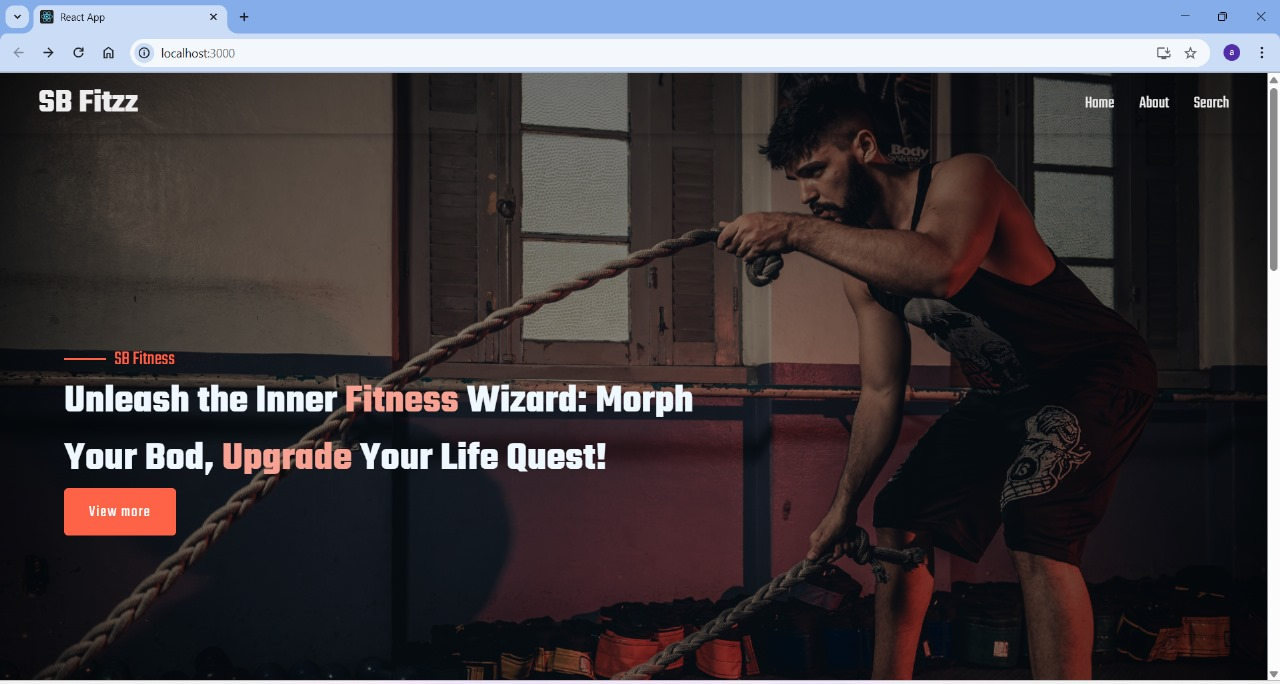 React App
localhost:3000
a
SB Fitzz
Home About Search
Body
SB Fitness
Unleash the Inner Fitness Wizard: Morph
Your Bod, Upgrade Your Life Quest!
View more